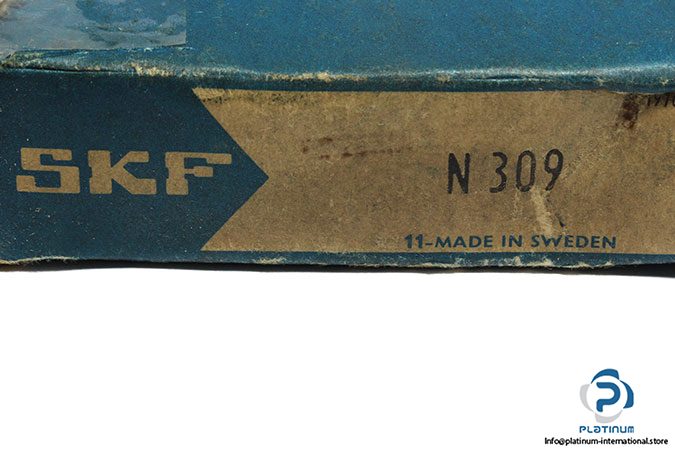 SKF
N 309
11-MADE IN SWEDEN
PLATINUM
Info@platinum-international.store